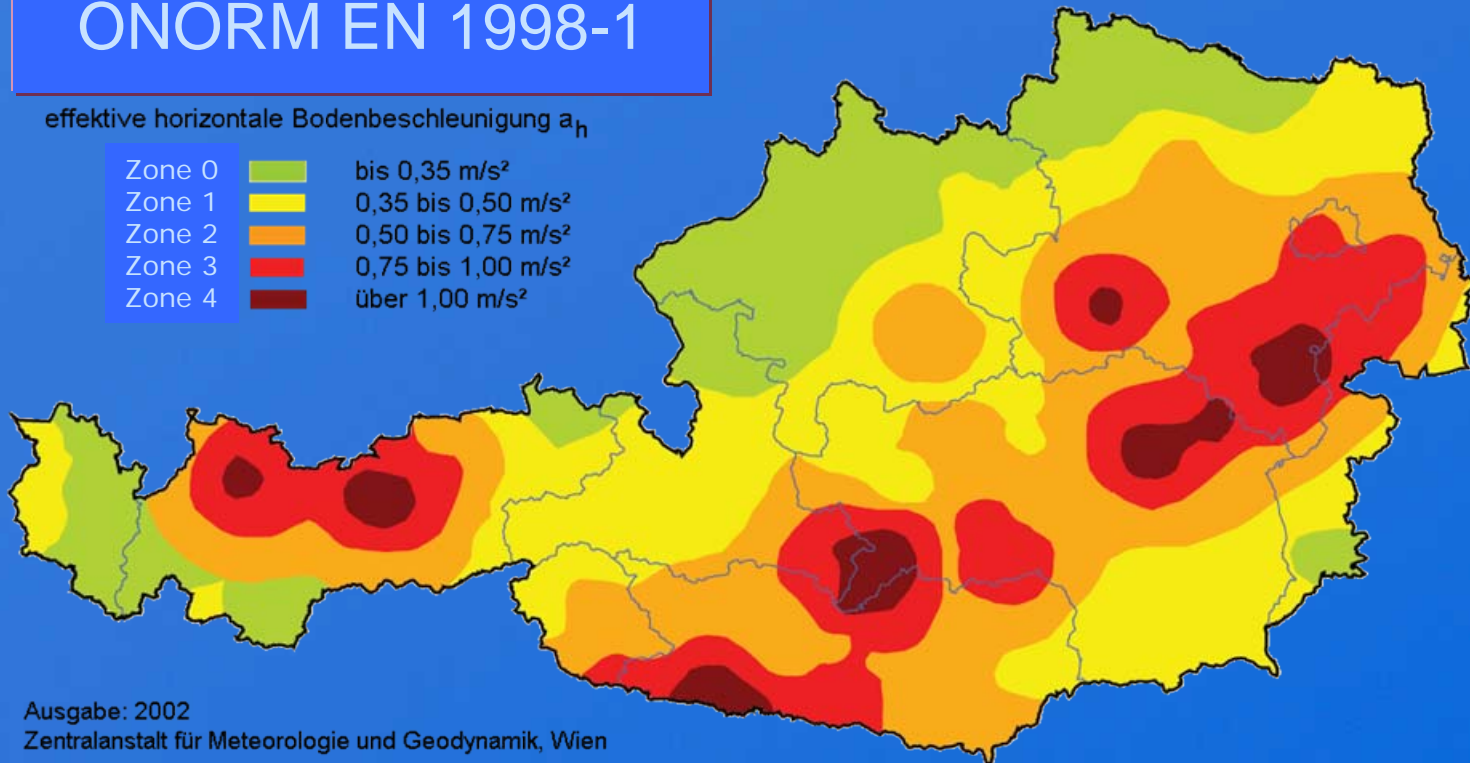 ONORM EN 1998-1
effektive horizontale Bodenbeschleunigung aₕ
Zone 0 bis 0,35 m/s²
Zone 1 0,35 bis 0,50 m/s²
Zone 2 0,50 bis 0,75 m/s²
Zone 3 0,75 bis 1,00 m/s²
Zone 4 über 1,00 m/s²
Ausgabe: 2002
Zentralanstalt für Meteorologie und Geodynamik, Wien